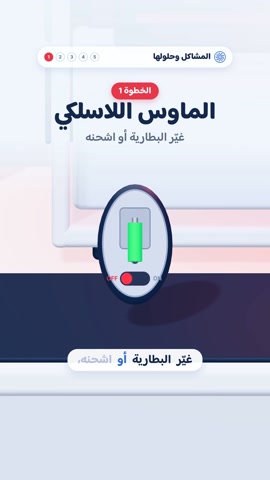 المشاكل وحلولها
1 2 3 4 5
الخطوة 1
الماوس اللاسلكي
غيّر البطارية أو اشحنه
OFF ON
غيّر البطارية أو اشحنه،